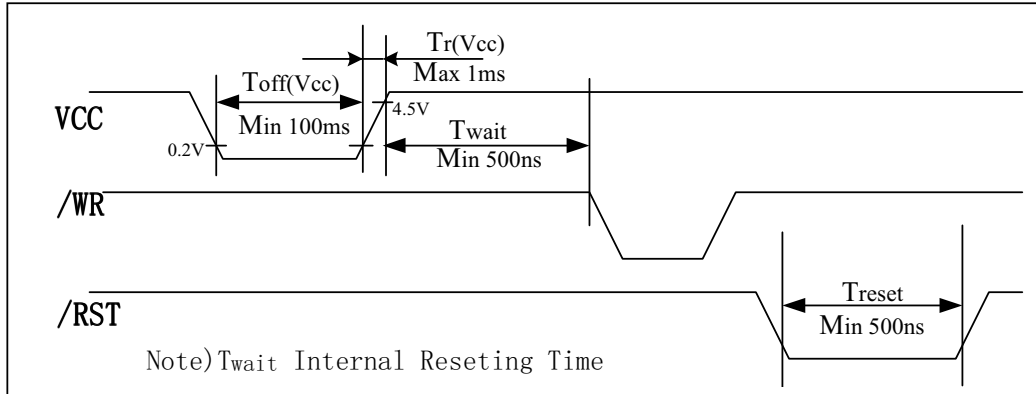 Tr(Vcc)
Max 1ms
Toff(Vcc)
Min 100ms
VCC
4.5V
0.2V
Twait
Min 500ns
/WR
/RST
Treset
Min 500ns
Note)Twait Internal Reseting Time